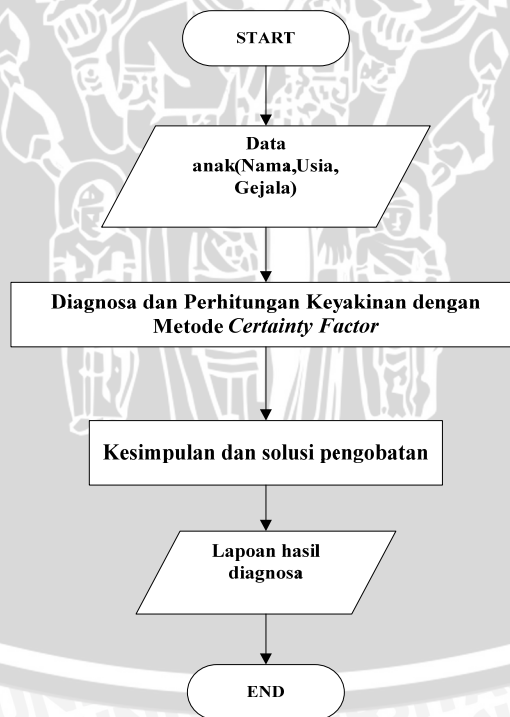 START
Data
anak(Nama,Usia,
Gejala)
Diagnosa dan Perhitungan Keyakinan dengan
Metode Certainty Factor
Kesimpulan dan solusi pengobatan
Lapoan hasil
diagnosa
END